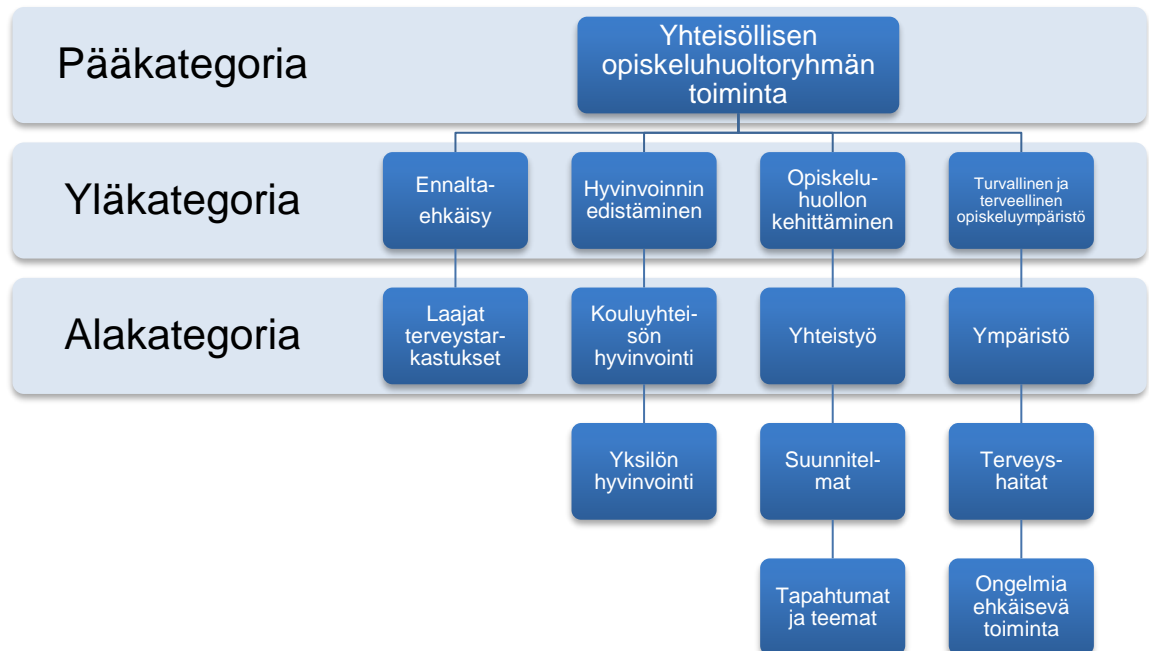 Pääkategoria
Yhteisöllisen
opiskeluhuoltoryhmän
toiminta
Yläkategoria
Ennalta-
ehkäisy
Hyvinvoinnin
edistäminen
Opiskelu-
huollon
kehittäminen
Turvallinen ja
terveellinen
opiskeluympäristö
Alakategoria
Laajat
terveystar-
kastukset
Kouluyhtei-
sön
hyvinvointi
Yhteistyö
Ympäristö
Yksilön
hyvinvointi
Suunnitel-
mat
Terveys-
haitat
Tapahtumat
ja teemat
Ongelmia
ehkäisevä
toiminta